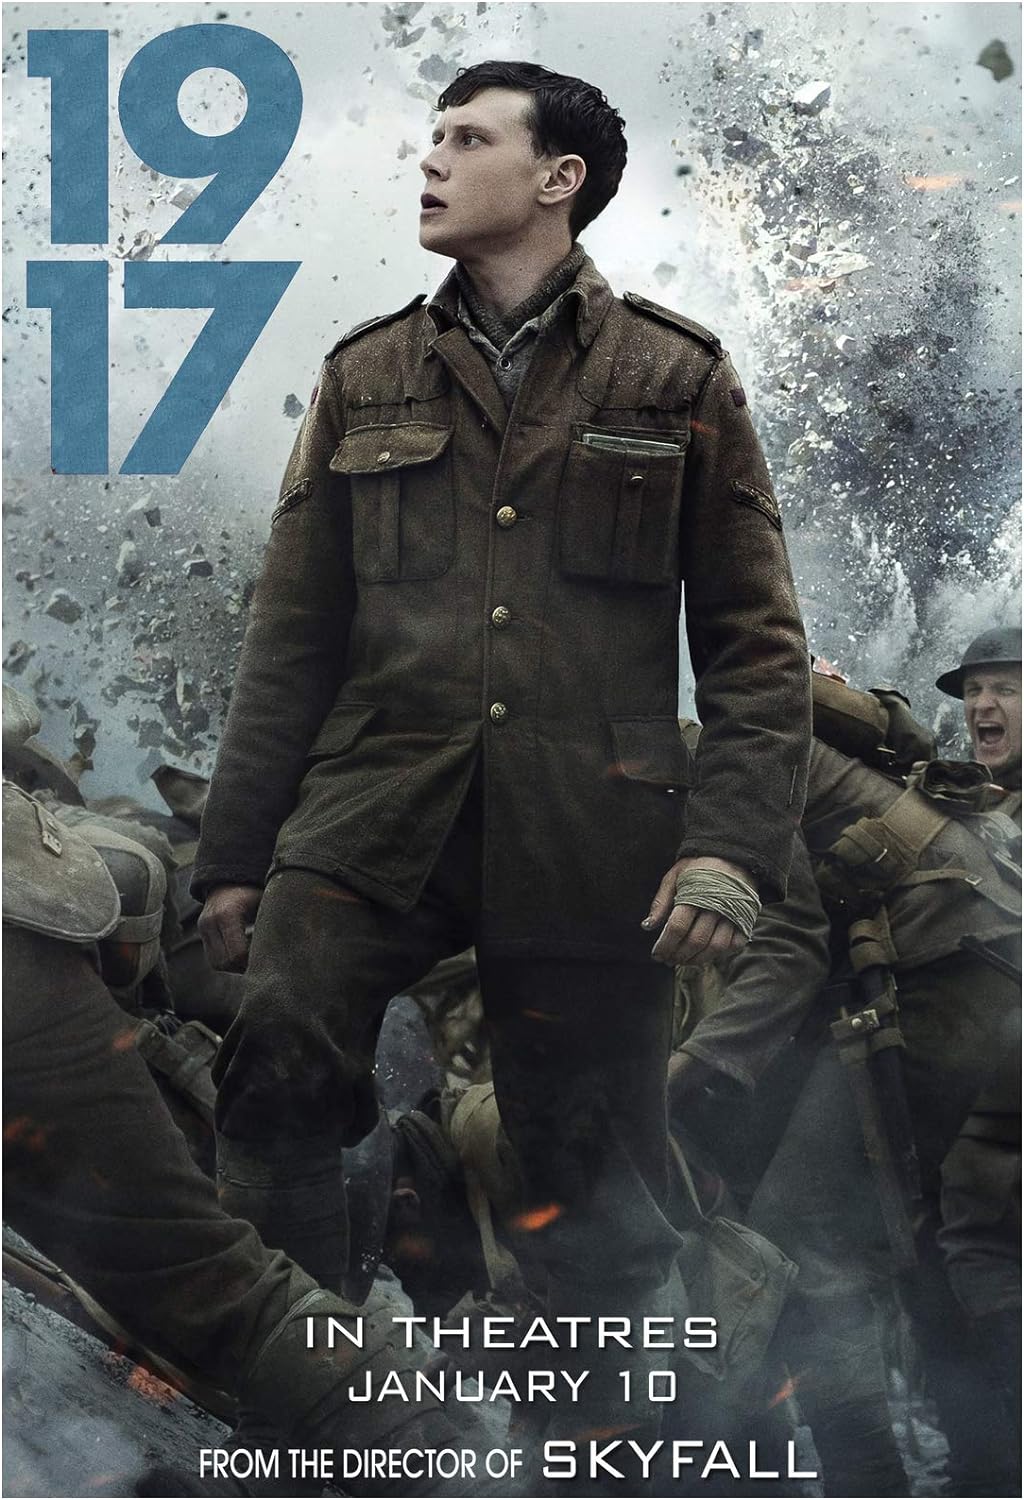 19
17
IN THEATRES
JANUARY 10
FROM THE DIRECTOR OF SKYFALL